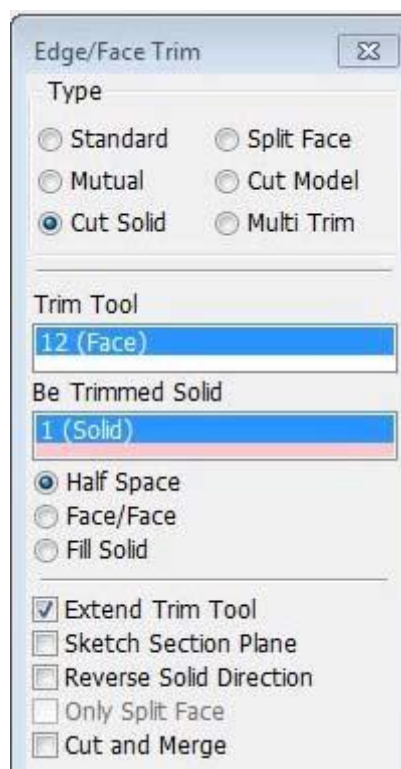 Edge/Face Trim
Type
Standard Split Face
Mutual Cut Model
Cut Solid Multi Trim
Trim Tool
12 (Face)
Be Trimmed Solid
1 (Solid)
Half Space
Face/Face
Fill Solid
Extend Trim Tool
Sketch Section Plane
Reverse Solid Direction
Only Split Face
Cut and Merge